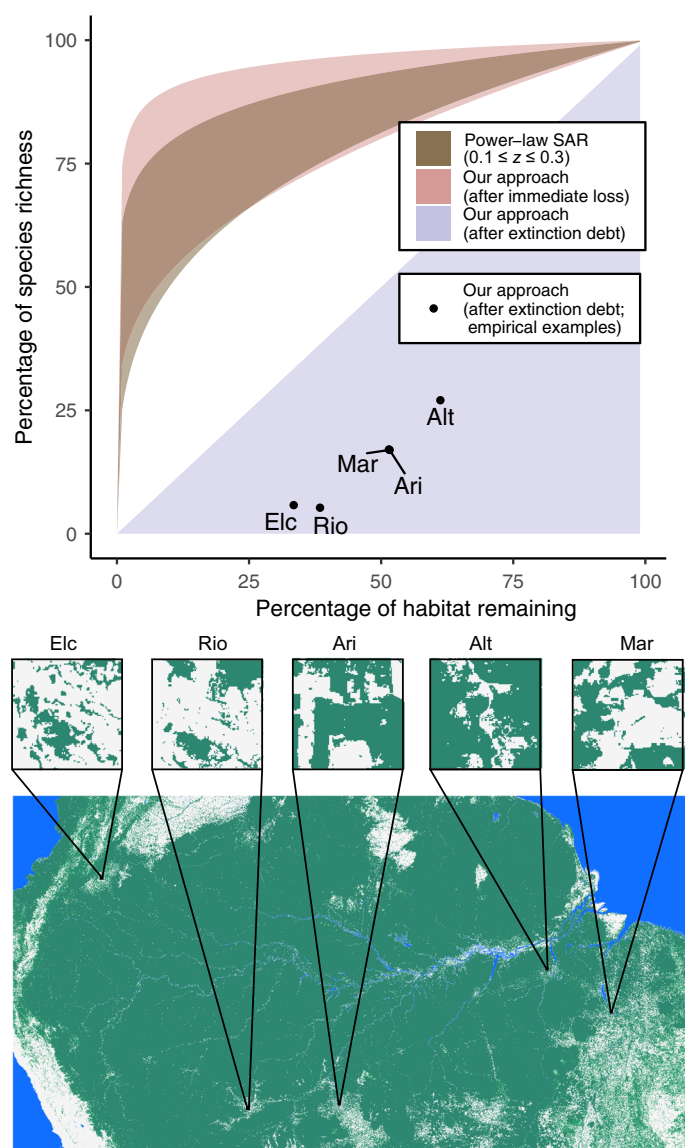 Percentage of species richness
100
75
50
25
0
Power–law SAR
(0.1 ≤ z ≤ 0.3)
Our approach
(after immediate loss)
Our approach
(after extinction debt)
Our approach
(after extinction debt;
empirical examples)
Alt
Mar
Ari
Elc
Rio
0
25
50
75
100
Percentage of habitat remaining
Elc
Rio
Ari
Alt
Mar